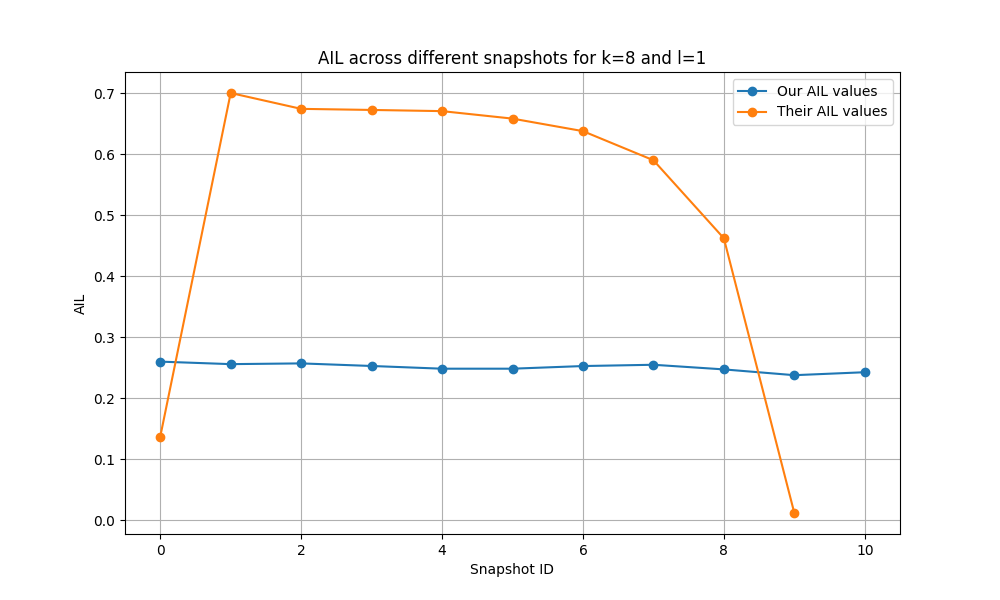 AIL across different snapshots for k=8 and l=1
Our AIL values
Their AIL values
AIL
0.7
0.6
0.5
0.4
0.3
0.2
0.1
0.0
0 2 4 6 8 10
Snapshot ID